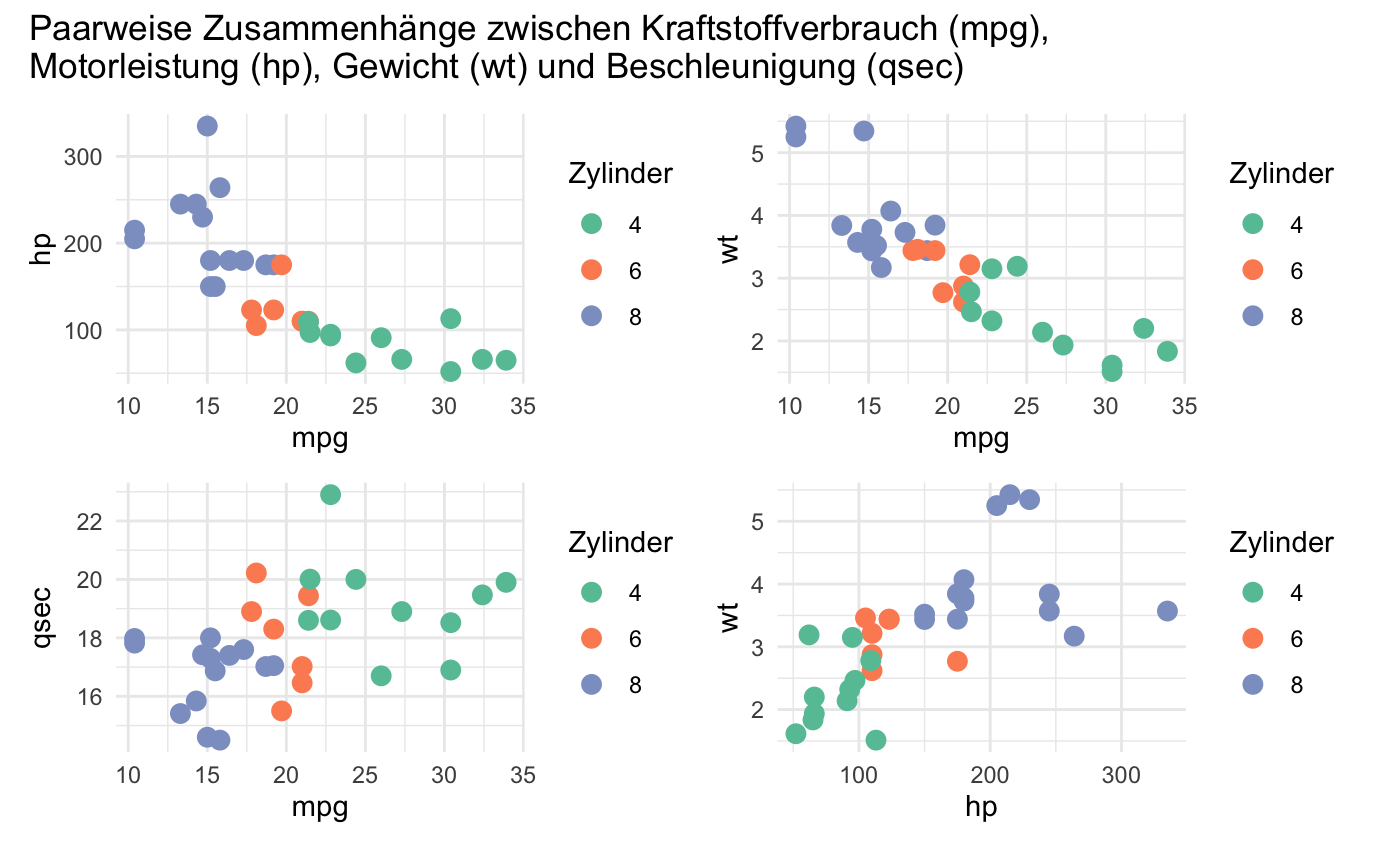 Paarweise Zusammenhänge zwischen Kraftstoffverbrauch (mpg),
Motorleistung (hp), Gewicht (wt) und Beschleunigung (qsec)
hp
300
200
100
10 15 20 25 30 35
mpg
Zylinder
4
6
8
wt
5
4
3
2
10 15 20 25 30 35
mpg
Zylinder
4
6
8
qsec
22
20
18
16
10 15 20 25 30 35
mpg
Zylinder
4
6
8
wt
5
4
3
2
100 200 300
hp
Zylinder
4
6
8